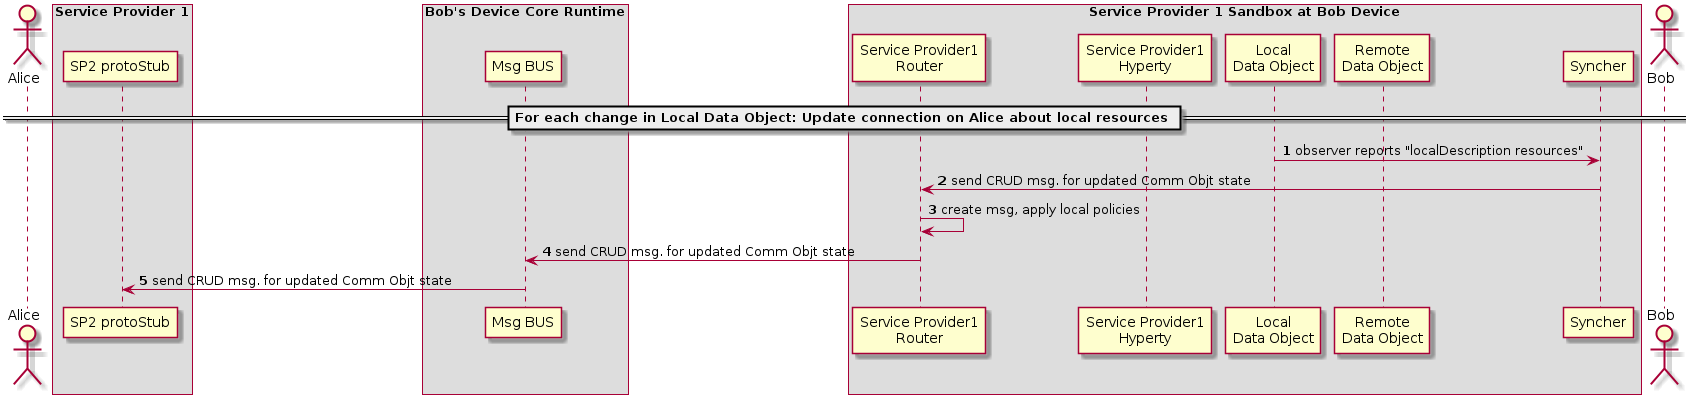 Service Provider 1
Bob's Device Core Runtime
Service Provider 1 Sandbox at Bob Device
Alice
SP2 protoStub
Msg BUS
Service Provider1
Router
Service Provider1
Hyperty
Local
Data Object
Remote
Data Object
Syncher
Bob
For each change in Local Data Object: Update connection on Alice about local resources
1 observer reports "localDescription resources"
2 send CRUD msg. for updated Comm Objt state
3 create msg, apply local policies
4 send CRUD msg. for updated Comm Objt state
5 send CRUD msg. for updated Comm Objt state
Alice
SP2 protoStub
Msg BUS
Service Provider1
Router
Service Provider1
Hyperty
Local
Data Object
Remote
Data Object
Syncher
Bob